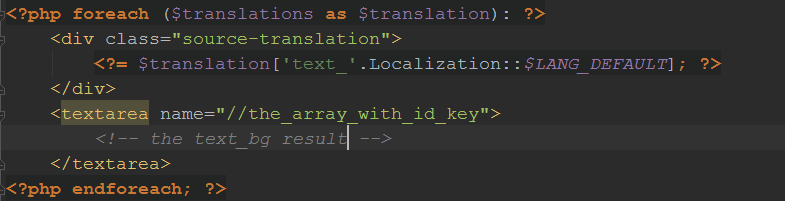 <?php foreach ($translations as $translation): ?>
<div class="source-translation">
<?= $translation['text_'.Localization::$LANG_DEFAULT]; ?>
</div>
<textarea name="//the_array_with_id_key">
<!-- the text_bg result -->
</textarea>
<?php endforeach; ?>